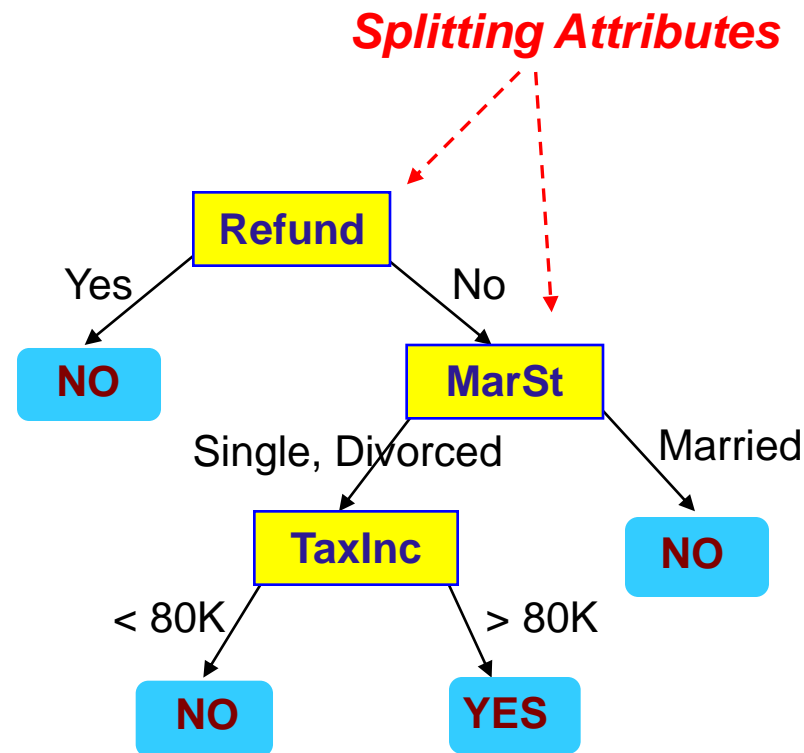 Splitting Attributes
Refund
Yes
No
NO
MarSt
Single, Divorced
Married
TaxInc
NO
< 80K
> 80K
NO
YES